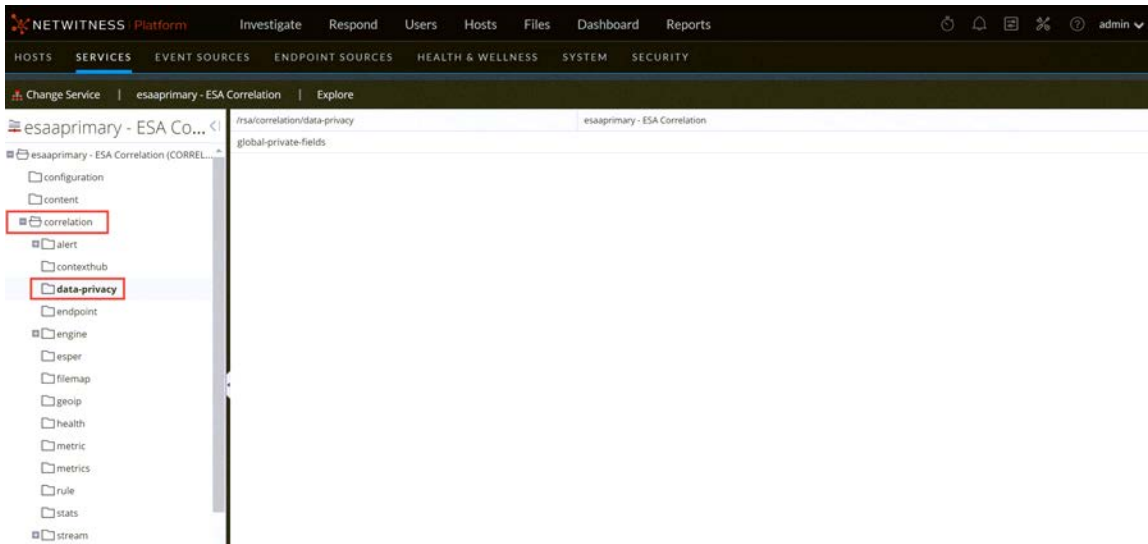 NETWITNESS Platform Investigate Respond Users Hosts Files Dashboard Reports admin
HOSTS SERVICES EVENT SOURCES ENDPOINT SOURCES HEALTH & WELLNESS SYSTEM SECURITY
Change Service | esaaprimary - ESA Correlation | Explore
esaaprimary - ESA Co...
/rsa/correlation/data-privacy esaaprimary - ESA Correlation
global-private-fields
esaaprimary - ESA Correlation (CORREL...
configuration
content
correlation
alert
contexthub
data-privacy
endpoint
engine
esper
filemap
geoip
health
metric
metrics
rule
stats
stream